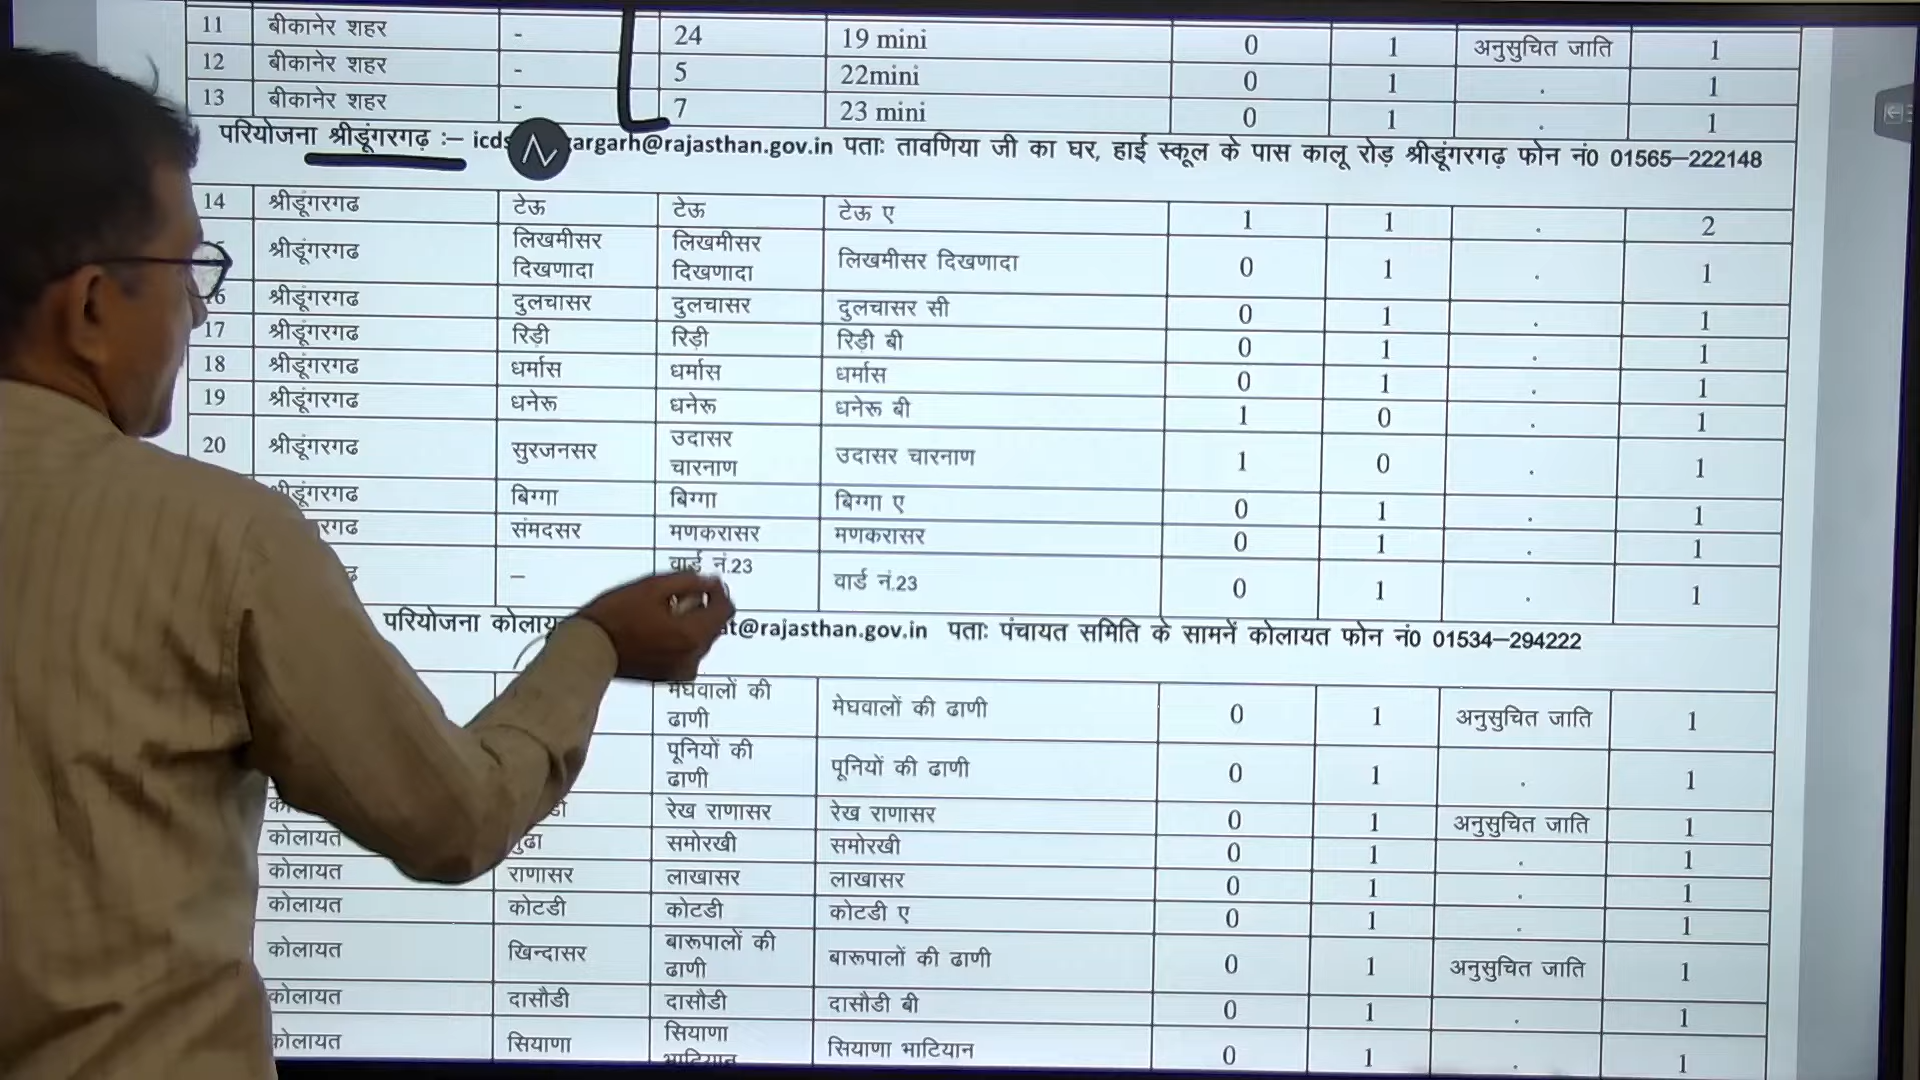 11 बीकानेर शहर - 24 19 mini 0 1 अनुसुचित जाति 1
12 बीकानेर शहर - 5 22mini 0 1 . 1
13 बीकानेर शहर - 7 23 mini 0 1 . 1
परियोजना श्रीडूंगरगढ़ :– icds argarh@rajasthan.gov.in पताः तावणिया जी का घर, हाई स्कूल के पास कालू रोड़ श्रीडूंगरगढ़ फोन नं0 01565–222148
14 श्रीडूंगरगढ टेऊ टेऊ टेऊ ए 1 1 . 2
श्रीडूंगरगढ लिखमीसर दिखणादा लिखमीसर दिखणादा लिखमीसर दिखणादा 0 1 . 1
16 श्रीडूंगरगढ दुलचासर दुलचासर दुलचासर सी 0 1 . 1
17 श्रीडूंगरगढ रिड़ी रिड़ी रिड़ी बी 0 1 . 1
18 श्रीडूंगरगढ धर्मास धर्मास धर्मास 0 1 . 1
19 श्रीडूंगरगढ धनेरू धनेरू धनेरू बी 1 0 . 1
20 श्रीडूंगरगढ सुरजनसर उदासर चारनाण उदासर चारनाण 1 0 . 1
डूंगरगढ बिग्गा बिग्गा बिग्गा ए 0 1 . 1
रगढ संमदसर मणकरासर मणकरासर 0 1 . 1
– वार्ड नं.23 वार्ड नं.23 0 1 . 1
परियोजना कोलाय at@rajasthan.gov.in पताः पंचायत समिति के सामनें कोलायत फोन नं0 01534–294222
मेघवालों की ढाणी मेघवालों की ढाणी 0 1 अनुसुचित जाति 1
पूनियों की ढाणी पूनियों की ढाणी 0 1 . 1
रेख राणासर रेख राणासर 0 1 अनुसुचित जाति 1
कोलायत समोरखी समोरखी 0 1 . 1
कोलायत राणासर लाखासर लाखासर 0 1 . 1
कोलायत कोटडी कोटडी कोटडी ए 0 1 . 1
कोलायत खिन्दासर बारूपालों की ढाणी बारूपालों की ढाणी 0 1 अनुसुचित जाति 1
कोलायत दासौडी दासौडी दासौडी बी 0 1 . 1
कोलायत सियाणा सियाणा भाटियान सियाणा भाटियान 0 1 . 1